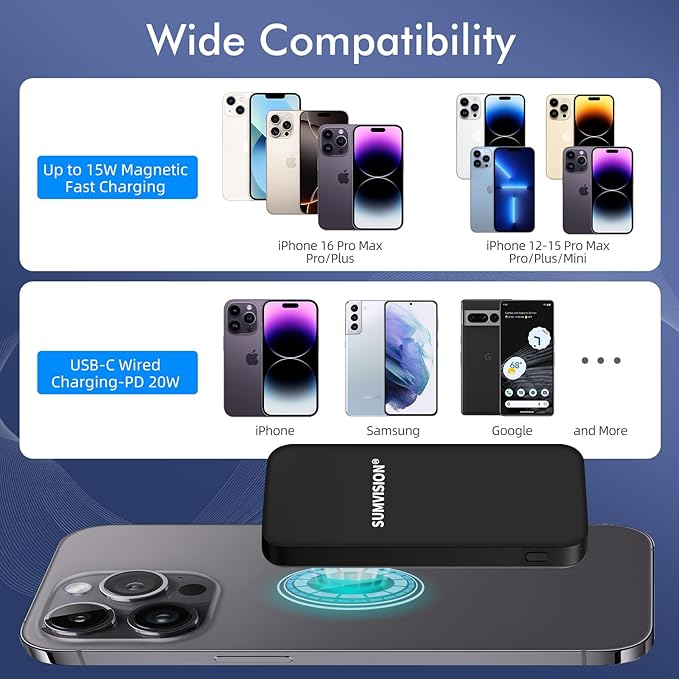 Wide Compatibility
Up to 15W Magnetic
Fast Charging
iPhone 16 Pro Max
Pro/Plus
iPhone 12-15 Pro Max
Pro/Plus/Mini
USB-C Wired
Charging-PD 20W
68°
G
iPhone
Samsung
Google
and More
SUMVISION®